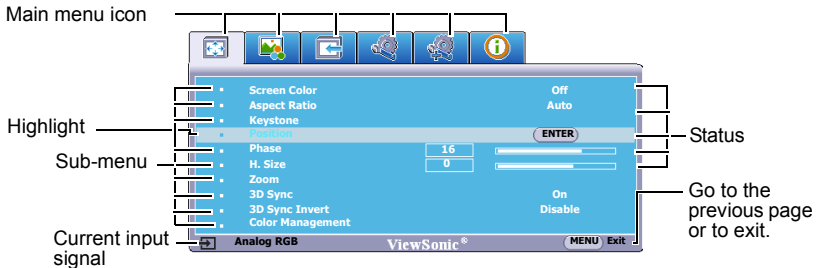 Main menu icon
Screen Color Off
Aspect Ratio Auto
Keystone
Highlight
Position ENTER
Status
Phase 16
Sub-menu
H. Size 0
Zoom
3D Sync On
3D Sync Invert Disable
Color Management
Go to the
previous page
or to exit.
Current input
signal
Analog RGB ViewSonic® MENU Exit